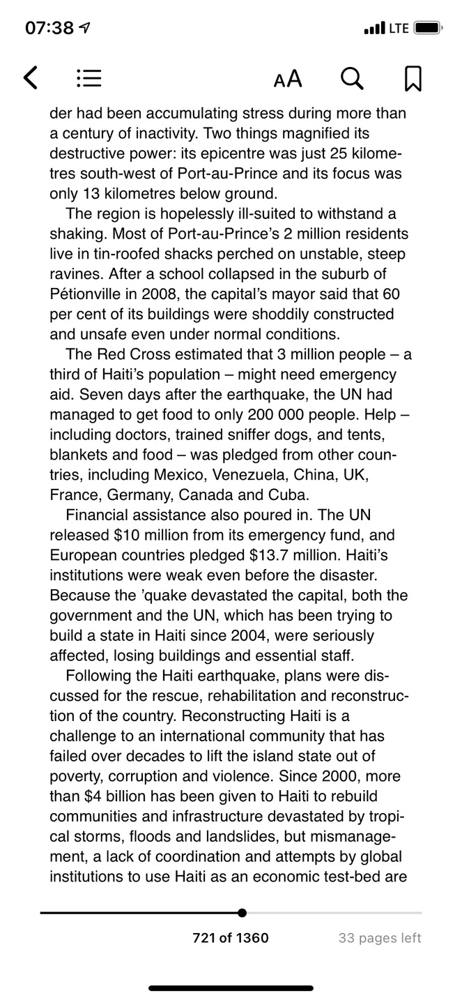 07:38
LTE
AA
der had been accumulating stress during more than
a century of inactivity. Two things magnified its
destructive power: its epicentre was just 25 kilome-
tres south-west of Port-au-Prince and its focus was
only 13 kilometres below ground.
The region is hopelessly ill-suited to withstand a
shaking. Most of Port-au-Prince’s 2 million residents
live in tin-roofed shacks perched on unstable, steep
ravines. After a school collapsed in the suburb of
Pétionville in 2008, the capital’s mayor said that 60
per cent of its buildings were shoddily constructed
and unsafe even under normal conditions.
The Red Cross estimated that 3 million people – a
third of Haiti’s population – might need emergency
aid. Seven days after the earthquake, the UN had
managed to get food to only 200 000 people. Help –
including doctors, trained sniffer dogs, and tents,
blankets and food – was pledged from other coun-
tries, including Mexico, Venezuela, China, UK,
France, Germany, Canada and Cuba.
Financial assistance also poured in. The UN
released $10 million from its emergency fund, and
European countries pledged $13.7 million. Haiti’s
institutions were weak even before the disaster.
Because the ’quake devastated the capital, both the
government and the UN, which has been trying to
build a state in Haiti since 2004, were seriously
affected, losing buildings and essential staff.
Following the Haiti earthquake, plans were dis-
cussed for the rescue, rehabilitation and reconstruc-
tion of the country. Reconstructing Haiti is a
challenge to an international community that has
failed over decades to lift the island state out of
poverty, corruption and violence. Since 2000, more
than $4 billion has been given to Haiti to rebuild
communities and infrastructure devastated by tropi-
cal storms, floods and landslides, but mismanage-
ment, a lack of coordination and attempts by global
institutions to use Haiti as an economic test-bed are
721 of 1360
33 pages left